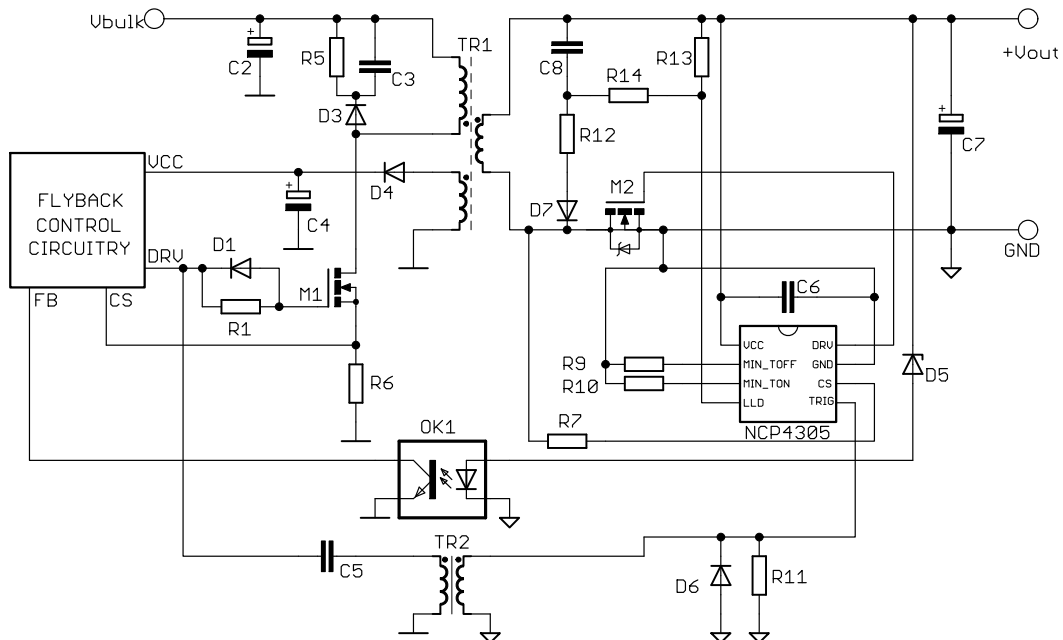 Vbulk
+
C2
R5
C3
D3
TR1
C8
R14
R13
+Vout
R12
+
C7
VCC
FLYBACK
CONTROL
CIRCUITRY
D4
+
C4
D7
M2
GND
DRV
D1
M1
R1
FB
CS
C6
R6
R9
R10
VCC
MIN_TOFF
MIN_TON
LLD
DRV
GND
CS
TRIG
NCP4305
D5
R7
OK1
TR2
C5
D6
R11